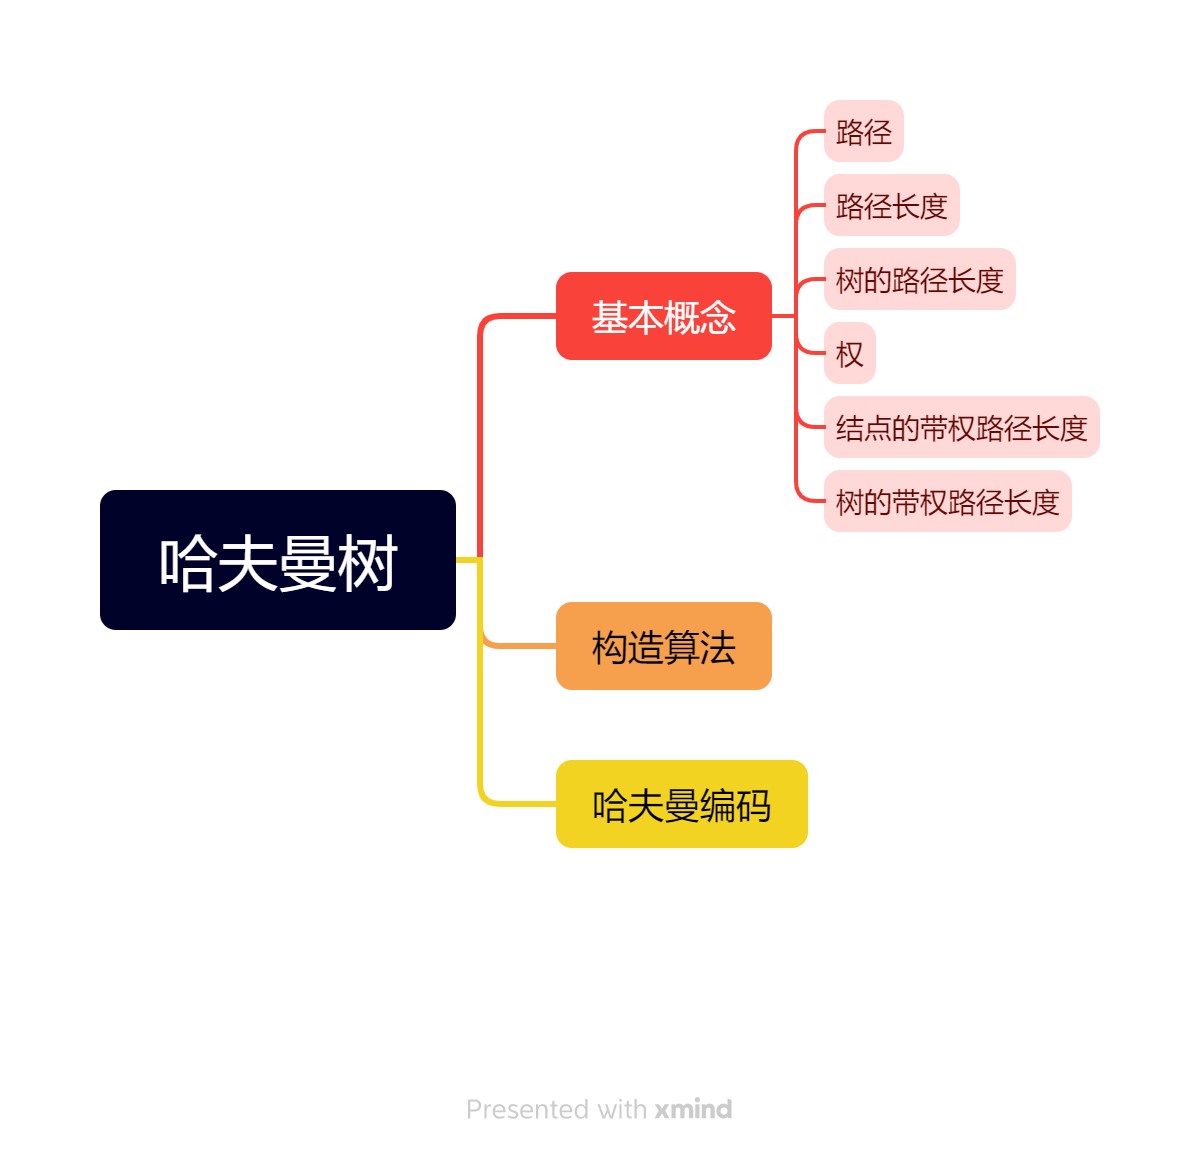 哈夫曼树
基本概念
路径
路径长度
树的路径长度
权
结点的带权路径长度
树的带权路径长度
构造算法
哈夫曼编码
Presented with xmind